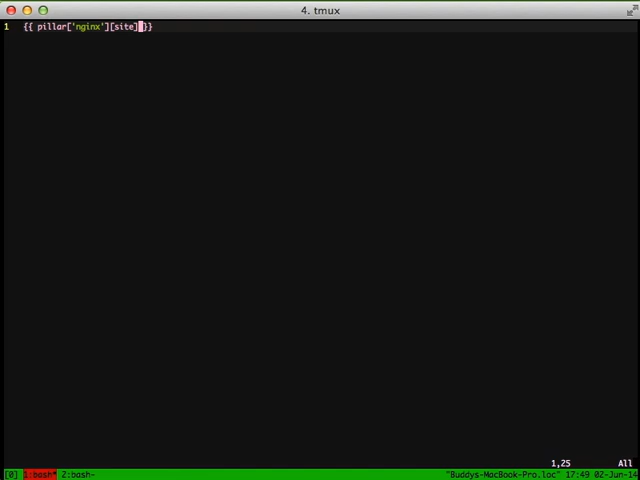 4. tmux
1 {{ pillar['nginx'][site] }}
1,25 All
[0] 1:bash* 2:bash- "Buddys-MacBook-Pro.loc" 17:49 02-Jun-14